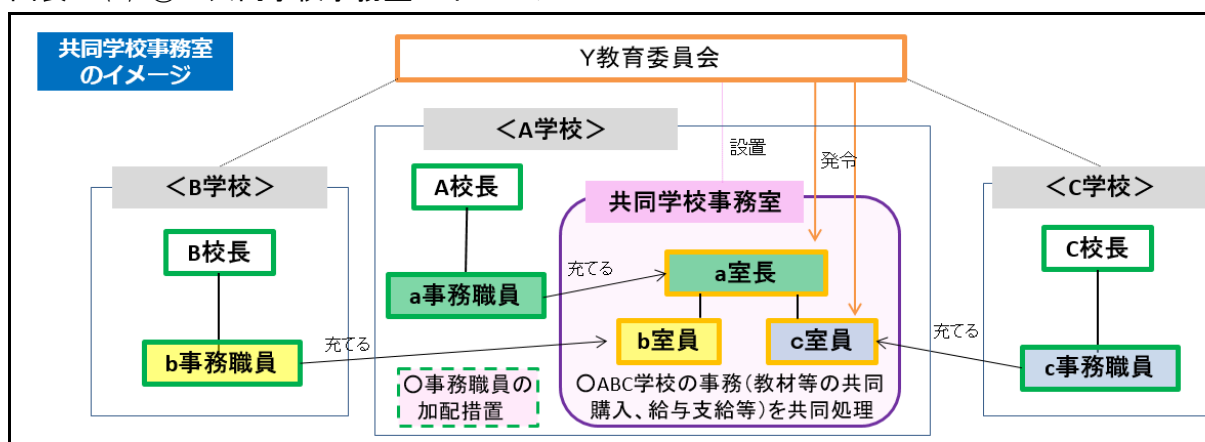 共同学校事務室
のイメージ
Y教育委員会
＜A学校＞
設置
発令
＜B学校＞
A校長
共同学校事務室
＜C学校＞
B校長
C校長
a事務職員
充てる
a室長
b事務職員
充てる
b室員
c室員
充てる
c事務職員
〇事務職員の
加配措置
〇ABC学校の事務（教材等の共同
購入、給与支給等）を共同処理